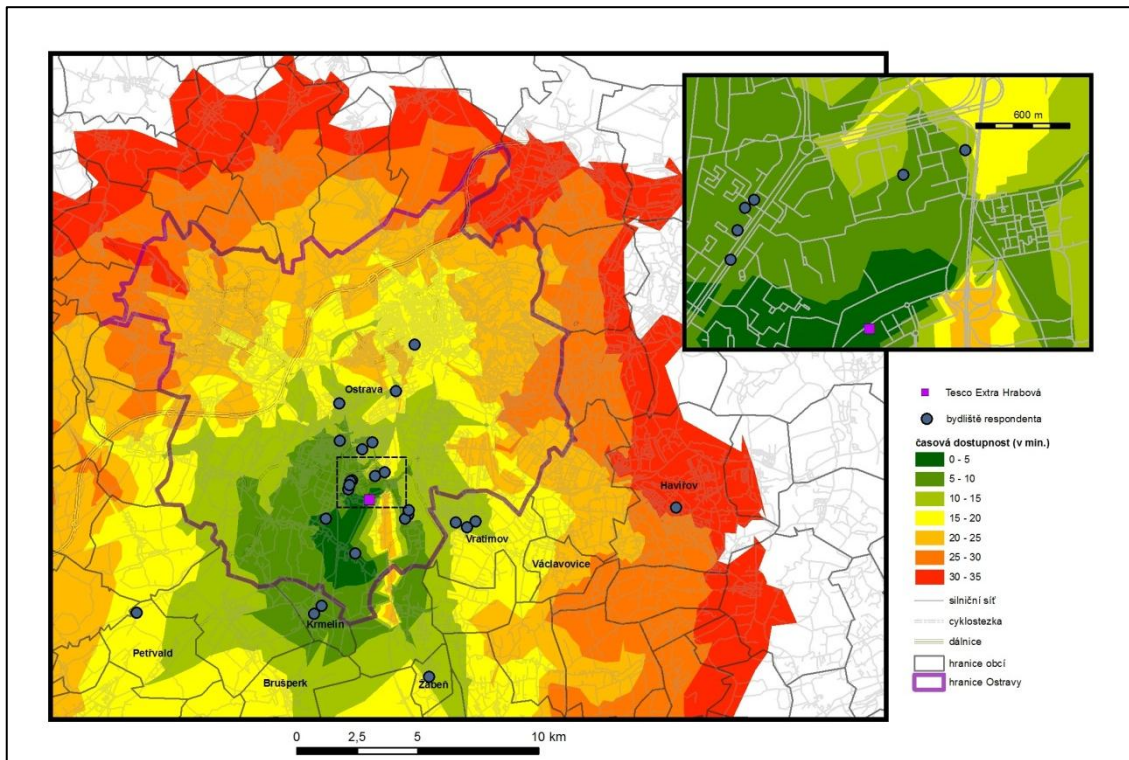 600 m
Ostrava
Havířov
Vratimov
Václavovice
Krmelín
Petřvald
Brušperk
Žabeň
Tesco Extra Hrabová
bydliště respondenta
časová dostupnost (v min.)
0 - 5
5 - 10
10 - 15
15 - 20
20 - 25
25 - 30
30 - 35
silniční síť
cyklostezka
dálnice
hranice obcí
hranice Ostravy
0 2,5 5 10 km